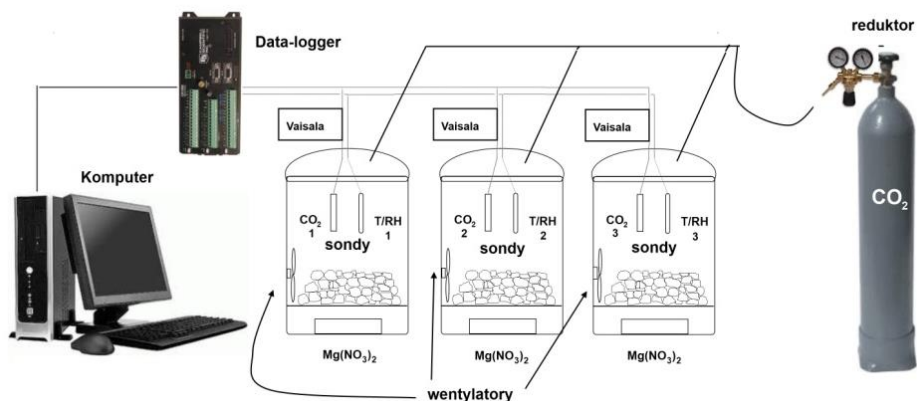 reduktor
Data-logger
Vaisala
Vaisala
Vaisala
Komputer
CO₂
CO₂ 1
T/RH 1
sondy
CO₂ 2
T/RH 2
sondy
CO₂ 3
T/RH 3
sondy
Mg(NO₃)₂
Mg(NO₃)₂
Mg(NO₃)₂
wentylatory